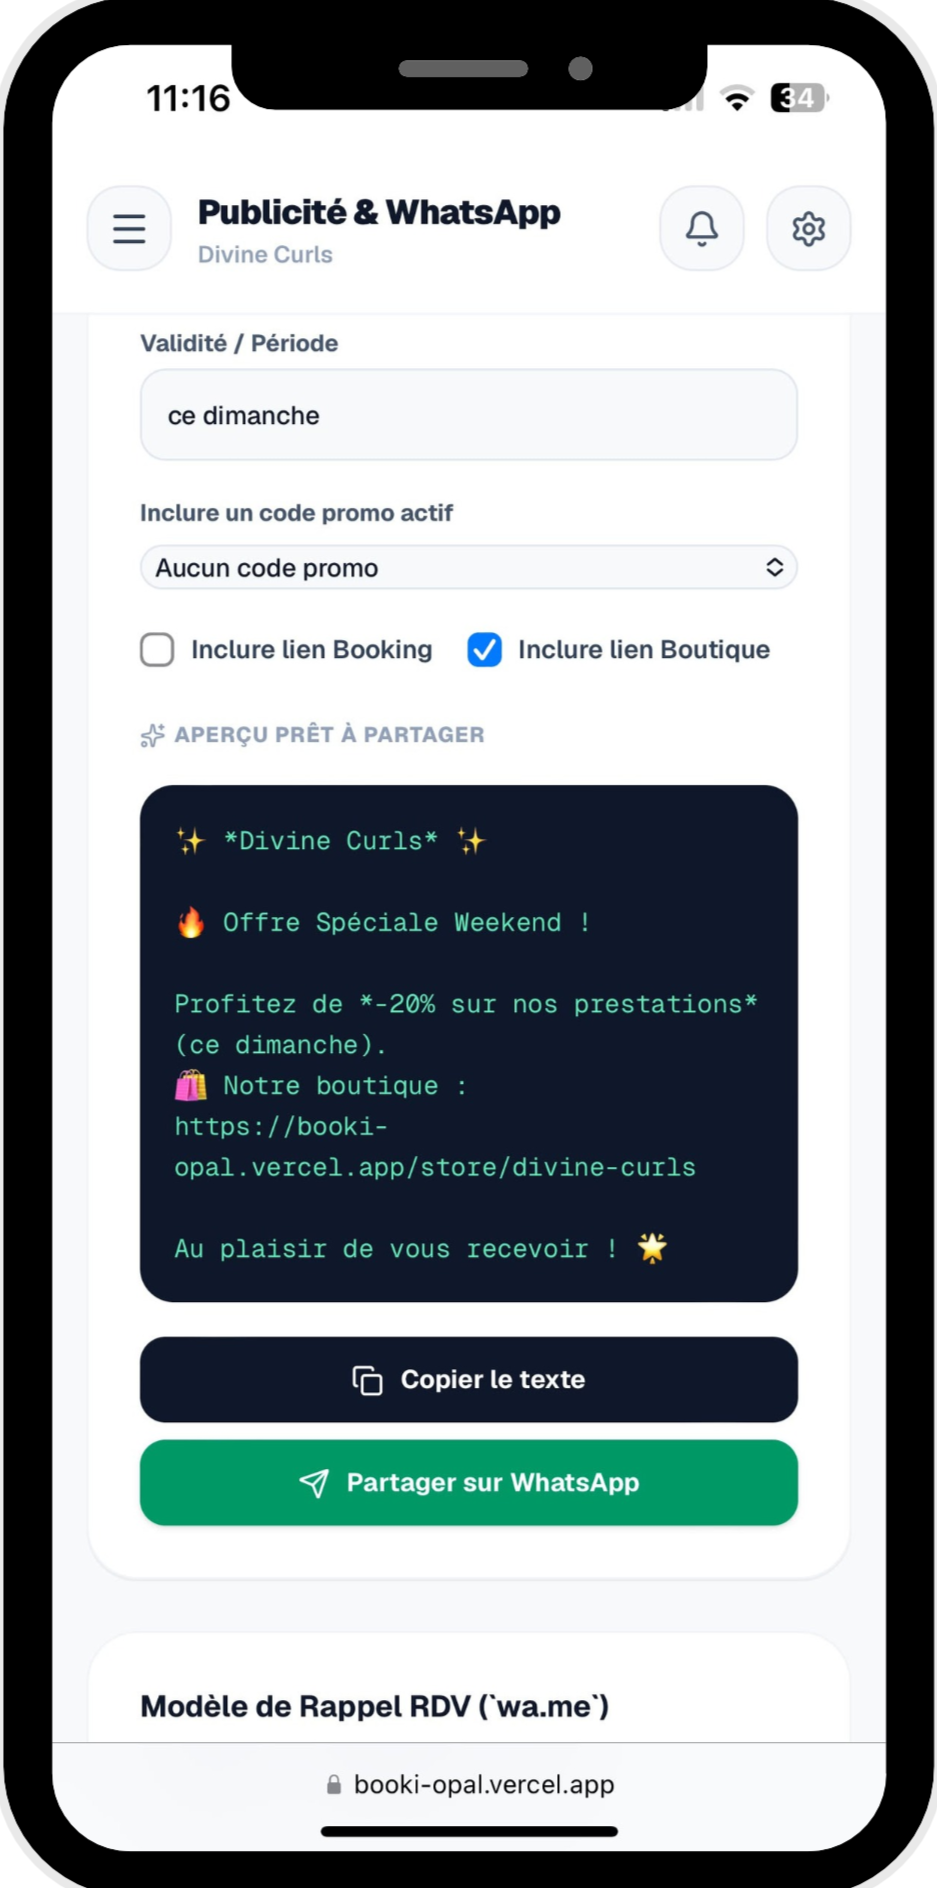 11:16
34
Publicité & WhatsApp
Divine Curls
Validité / Période
ce dimanche
Inclure un code promo actif
Aucun code promo
Inclure lien Booking
Inclure lien Boutique
APERÇU PRÊT À PARTAGER
✨ *Divine Curls* ✨
🔥 Offre Spéciale Weekend !
Profitez de *-20% sur nos prestations*
(ce dimanche).
🛍️ Notre boutique :
https://booki-
opal.vercel.app/store/divine-curls
Au plaisir de vous recevoir ! 🌟
Copier le texte
Partager sur WhatsApp
Modèle de Rappel RDV (`wa.me`)
booki-opal.vercel.app